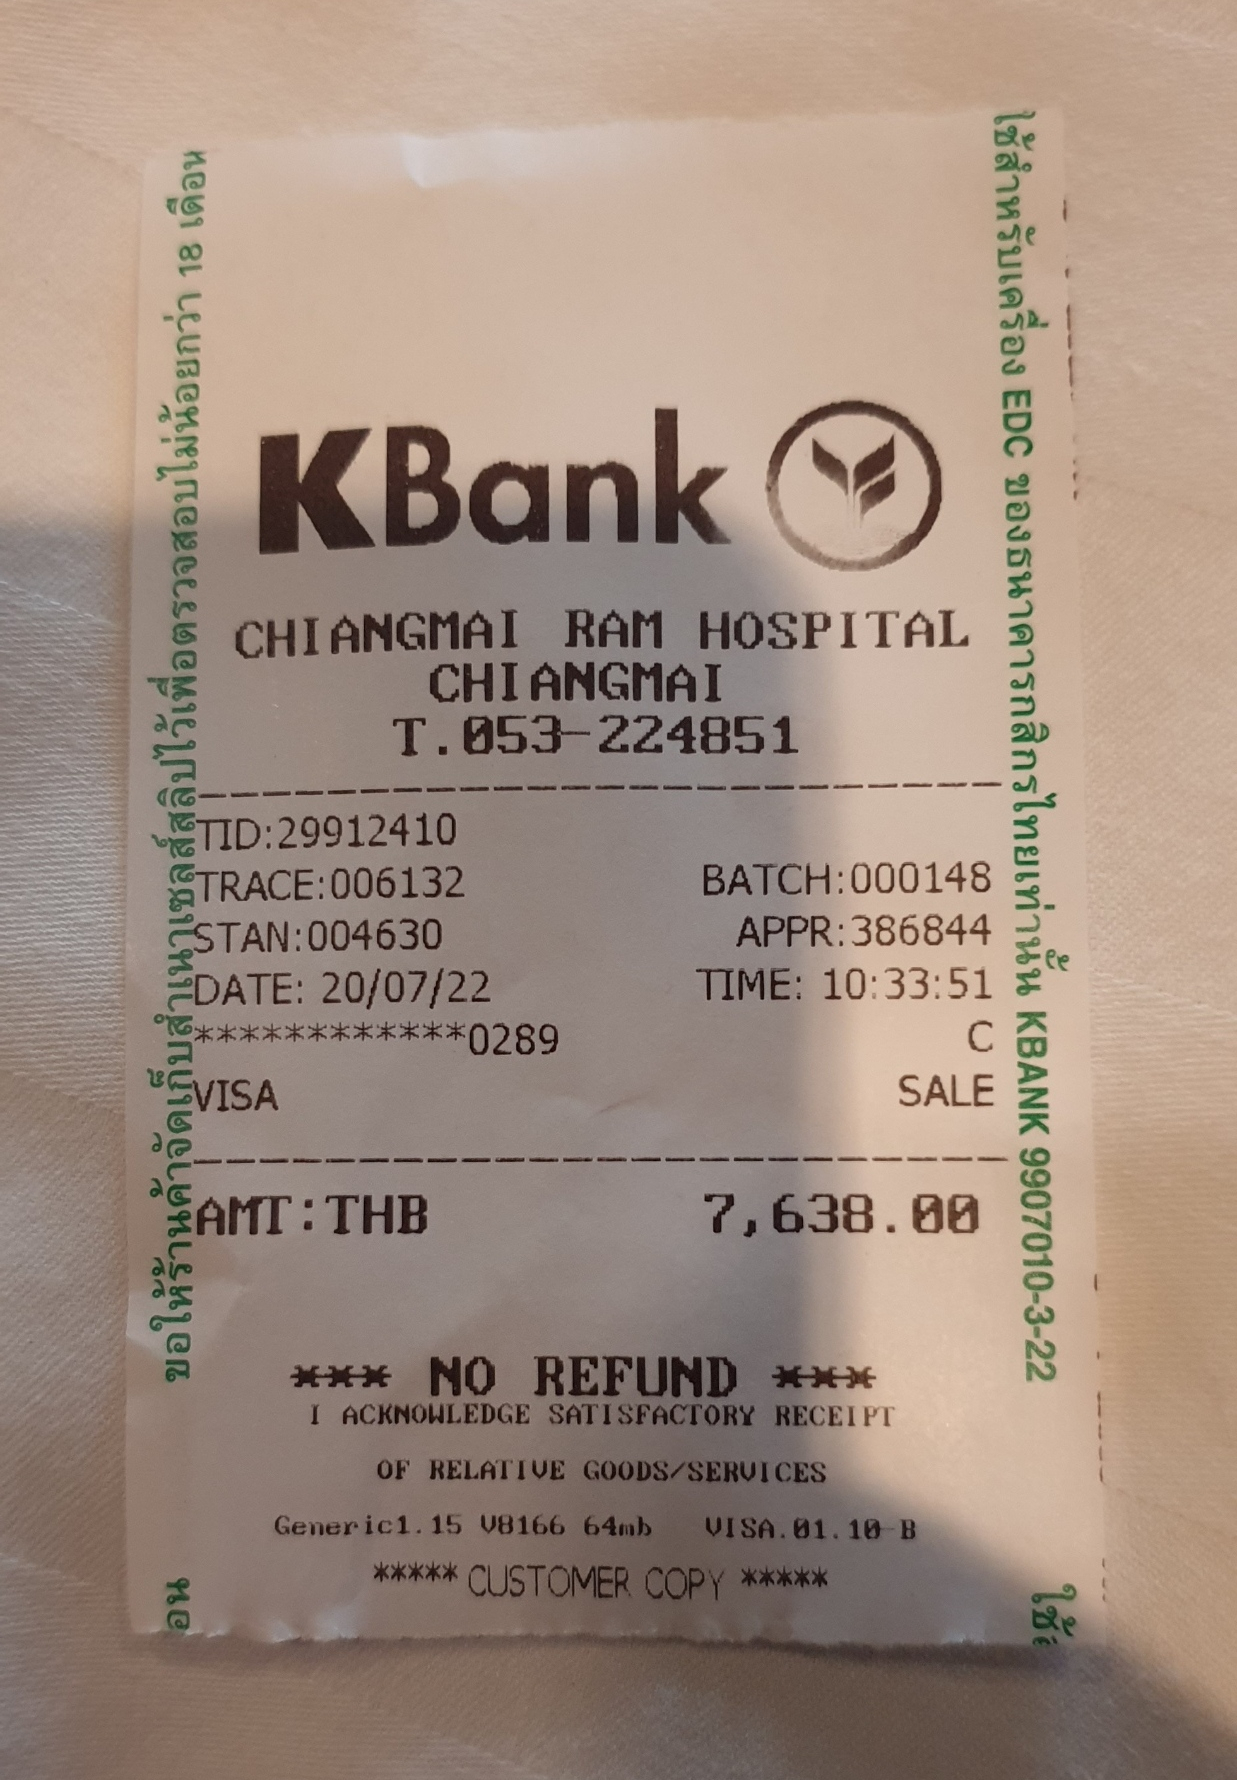 KBank
CHIANGMAI RAM HOSPITAL
CHIANGMAI
T.053-224851
TID:29912410
TRACE:006132 BATCH:000148
STAN:004630 APPR:386844
DATE: 20/07/22 TIME: 10:33:51
************0289 C
VISA SALE
AMT:THB 7,638.00
*** NO REFUND ***
I ACKNOWLEDGE SATISFACTORY RECEIPT
OF RELATIVE GOODS/SERVICES
Generic1.15 V8166 64mb VISA.01.10-B
***** CUSTOMER COPY *****
ขอให้ร้านค้าจัดเก็บสำเนาเซลส์สลิปไว้เพื่อตรวจสอบไม่น้อยกว่า 18 เดือน
ใช้สำหรับเครื่อง EDC ของธนาคารกสิกรไทยเท่านั้น KBANK 9907010-3-22